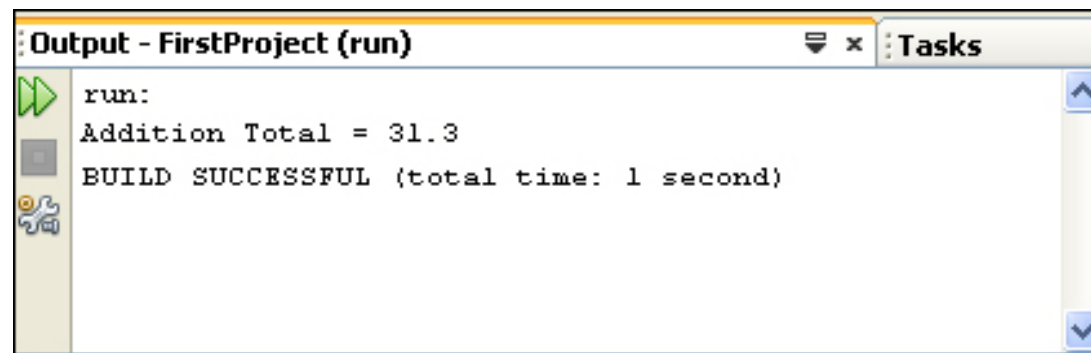 Output - FirstProject (run)
Tasks
run:
Addition Total = 31.3
BUILD SUCCESSFUL (total time: 1 second)